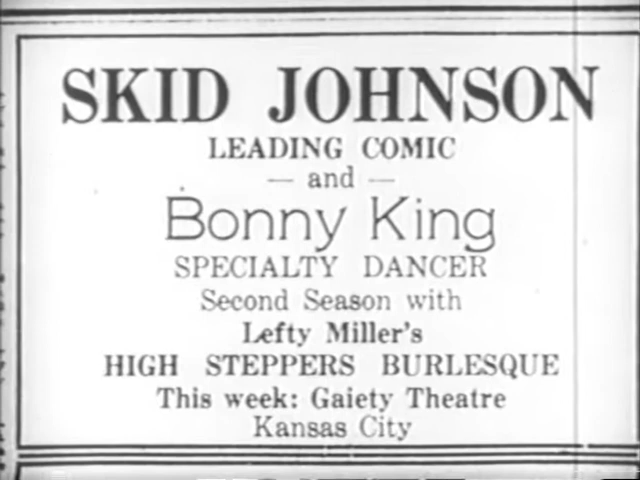 SKID JOHNSON
LEADING COMIC
— and —
Bonny King
SPECIALTY DANCER
Second Season with
Lefty Miller's
HIGH STEPPERS BURLESQUE
This week: Gaiety Theatre
Kansas City